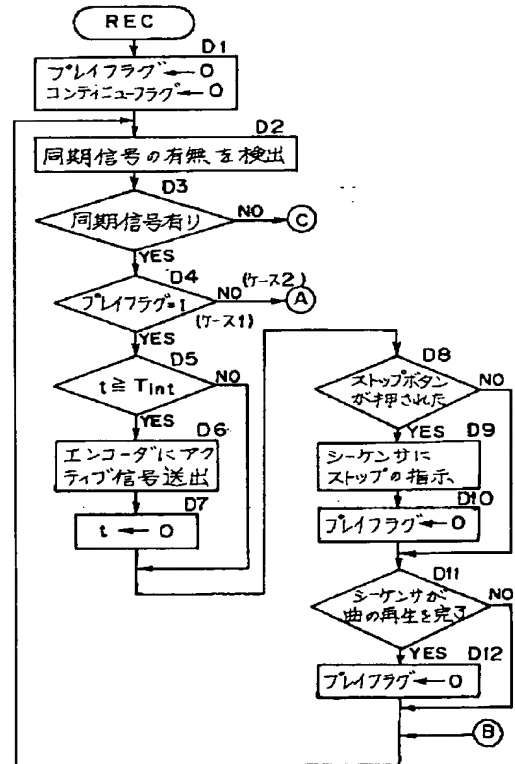 REC
D1
プレイフラグ←0
コンティニューフラグ←0
D2
同期信号の有無を検出
D3
同期信号有り
NO
C
YES
D4
プレイフラグ=1
NO
(ケース2)
A
(ケース1)
YES
D5
t≧Tint
NO
YES
D6
エンコーダにアク
ティブ信号送出
D7
t←0
D8
ストップボタン
が押された
NO
YES
D9
シーケンサに
ストップの指示
D10
プレイフラグ←0
D11
シーケンサが
曲の再生を完了
NO
YES
D12
プレイフラグ←0
B